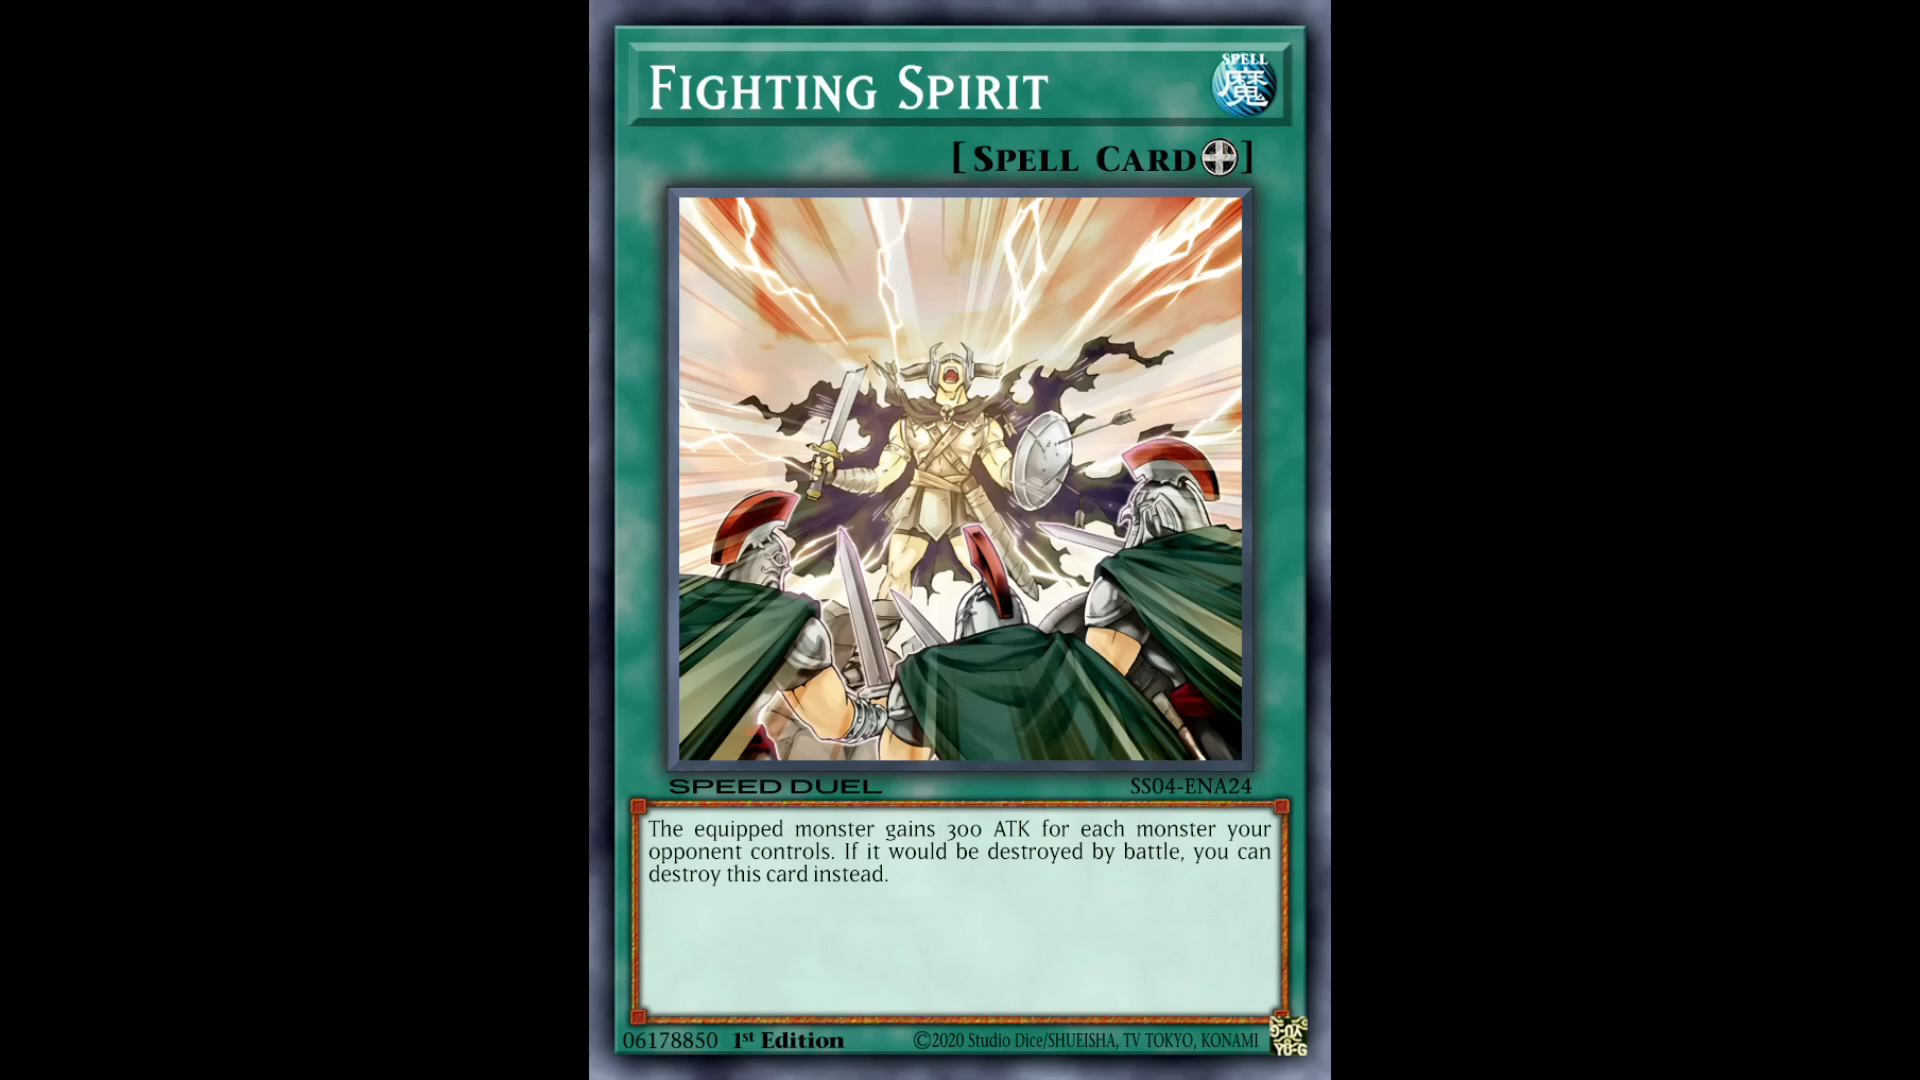 Fighting Spirit
SPELL
魔
[Spell Card]
SPEED DUEL
SS04-ENA24
The equipped monster gains 300 ATK for each monster your
opponent controls. If it would be destroyed by battle, you can
destroy this card instead.
06178850 1st Edition ©2020 Studio Dice/SHUEISHA, TV TOKYO, KONAMI